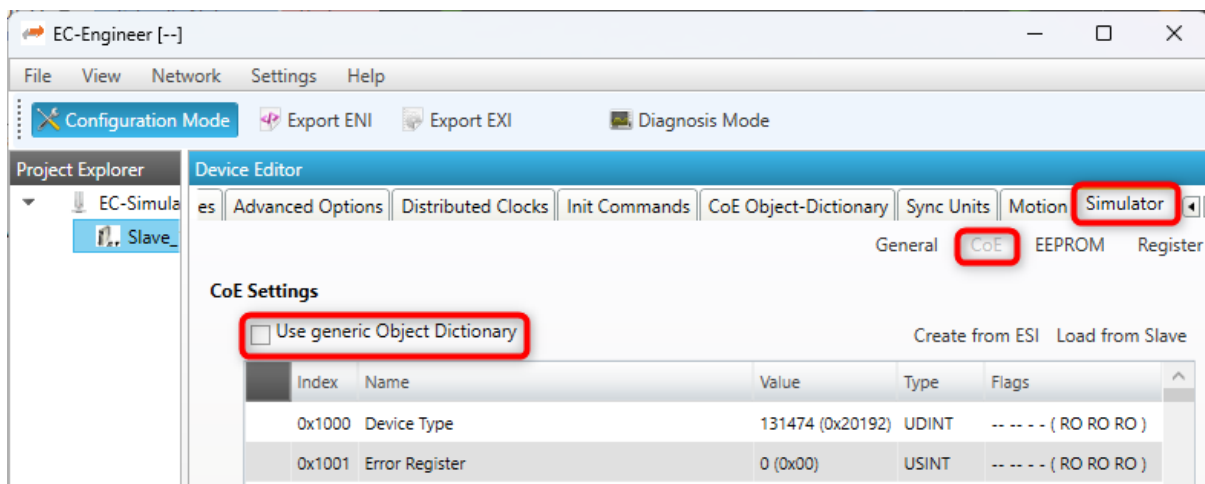 EC-Engineer [--]
File View Network Settings Help
Configuration Mode Export ENI Export EXI Diagnosis Mode
Project Explorer Device Editor
EC-Simula es Advanced Options Distributed Clocks Init Commands CoE Object-Dictionary Sync Units Motion Simulator
Slave_ General CoE EEPROM Register
CoE Settings
Use generic Object Dictionary Create from ESI Load from Slave
Index Name Value Type Flags
0x1000 Device Type 131474 (0x20192) UDINT -- -- - - ( RO RO RO )
0x1001 Error Register 0 (0x00) USINT -- -- - - ( RO RO RO )